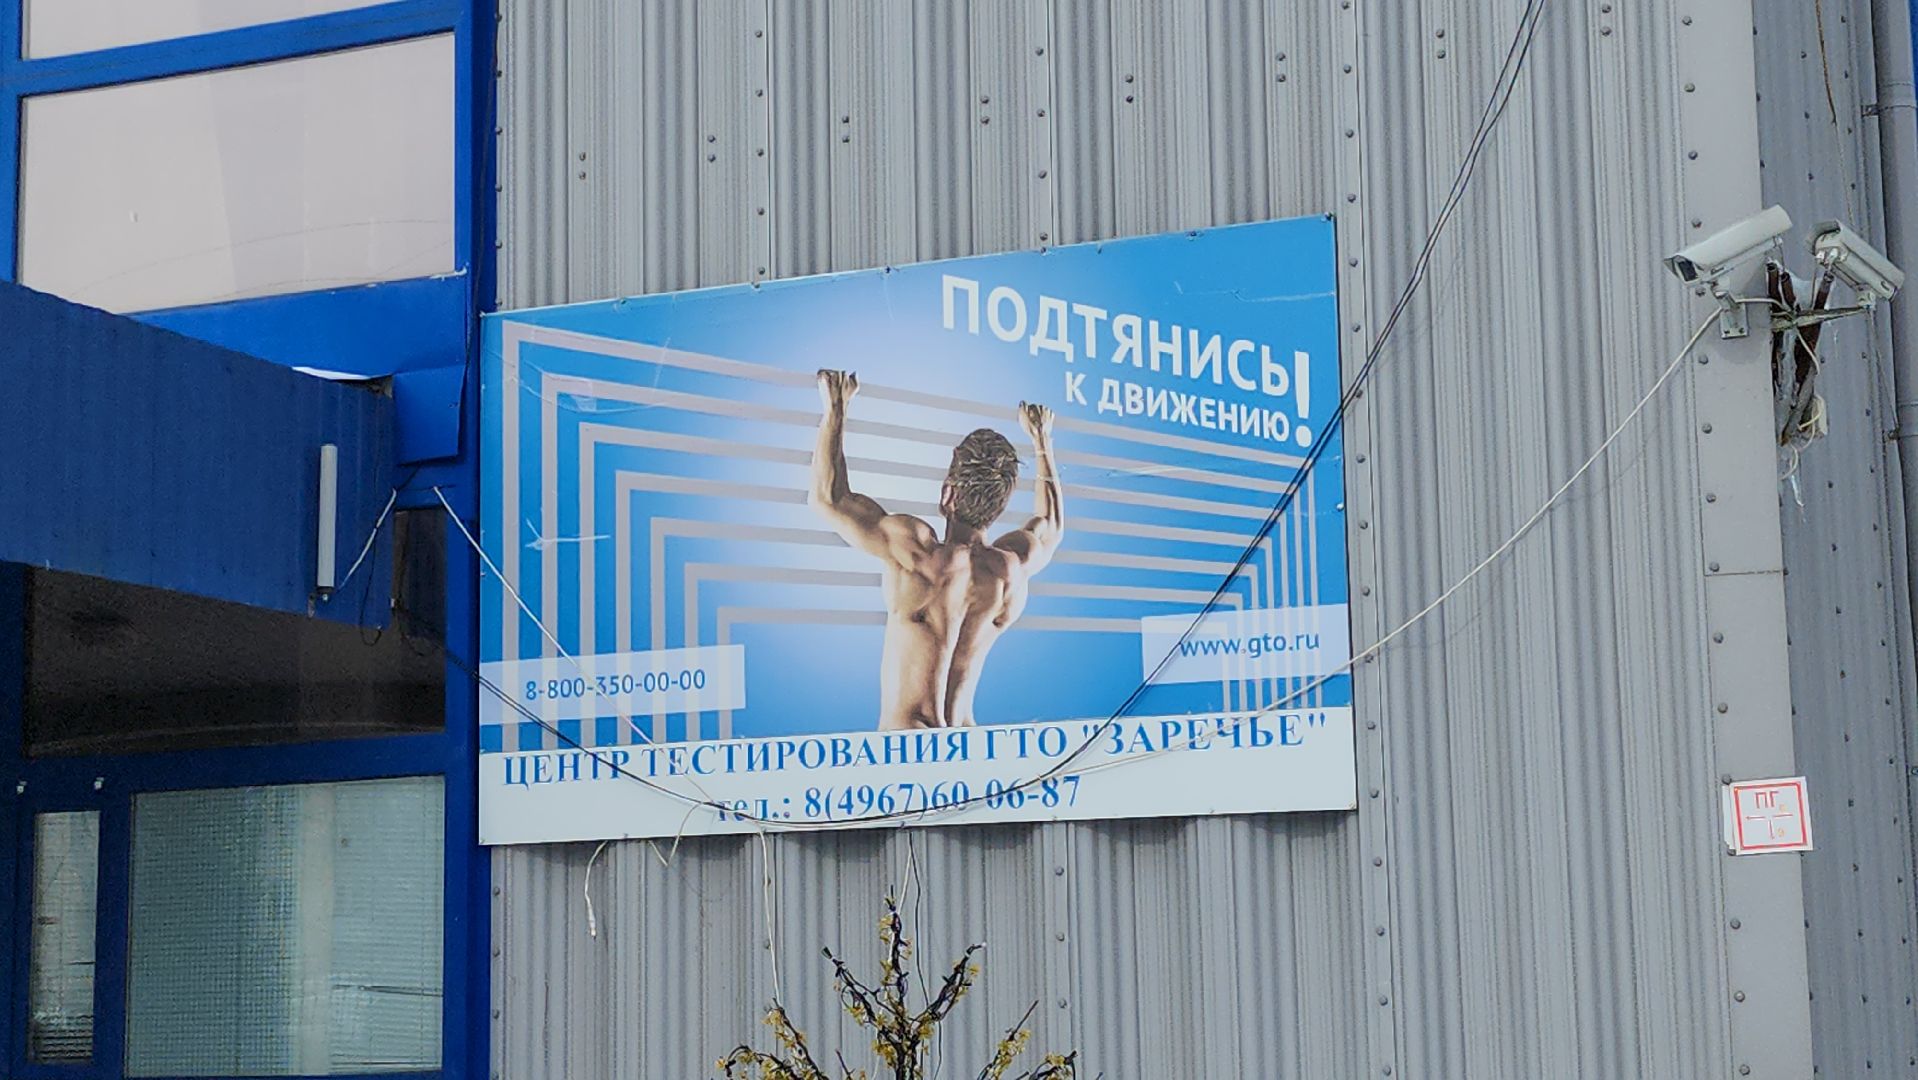 ПОДТЯНИСЬ!
К ДВИЖЕНИЮ
www.gto.ru
8-800-350-00-00
ЦЕНТР ТЕСТИРОВАНИЯ ГТО "ЗАРЕЧЬЕ"
тел.: 8(4967)60-06-87
ПГ